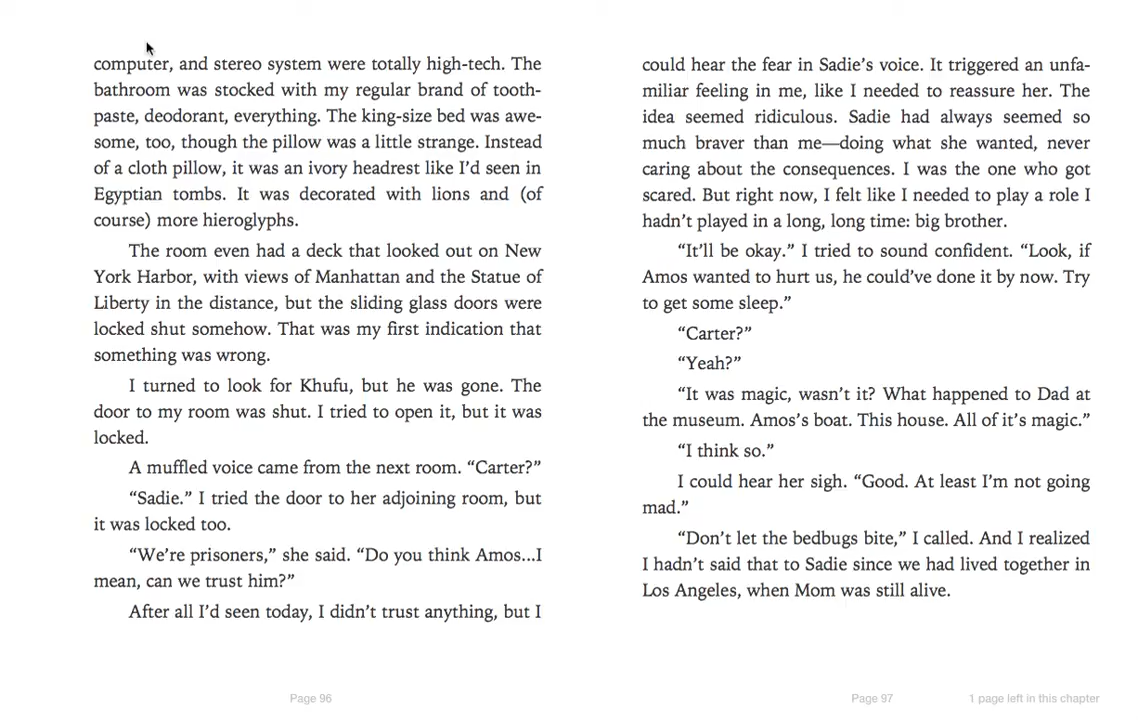 computer, and stereo system were totally high-tech. The
bathroom was stocked with my regular brand of tooth-
paste, deodorant, everything. The king-size bed was awe-
some, too, though the pillow was a little strange. Instead
of a cloth pillow, it was an ivory headrest like I’d seen in
Egyptian tombs. It was decorated with lions and (of
course) more hieroglyphs.
The room even had a deck that looked out on New
York Harbor, with views of Manhattan and the Statue of
Liberty in the distance, but the sliding glass doors were
locked shut somehow. That was my first indication that
something was wrong.
I turned to look for Khufu, but he was gone. The
door to my room was shut. I tried to open it, but it was
locked.
A muffled voice came from the next room. “Carter?”
“Sadie.” I tried the door to her adjoining room, but
it was locked too.
“We’re prisoners,” she said. “Do you think Amos...I
mean, can we trust him?”
After all I’d seen today, I didn’t trust anything, but I
Page 96
could hear the fear in Sadie’s voice. It triggered an unfa-
miliar feeling in me, like I needed to reassure her. The
idea seemed ridiculous. Sadie had always seemed so
much braver than me—doing what she wanted, never
caring about the consequences. I was the one who got
scared. But right now, I felt like I needed to play a role I
hadn’t played in a long, long time: big brother.
“It’ll be okay.” I tried to sound confident. “Look, if
Amos wanted to hurt us, he could’ve done it by now. Try
to get some sleep.”
“Carter?”
“Yeah?”
“It was magic, wasn’t it? What happened to Dad at
the museum. Amos’s boat. This house. All of it’s magic.”
“I think so.”
I could hear her sigh. “Good. At least I’m not going
mad.”
“Don’t let the bedbugs bite,” I called. And I realized
I hadn’t said that to Sadie since we had lived together in
Los Angeles, when Mom was still alive.
Page 97
1 page left in this chapter